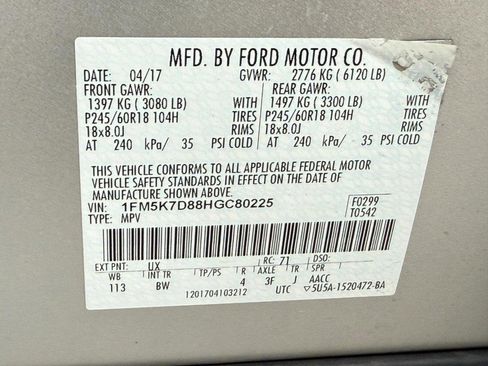 MFD. BY FORD MOTOR CO.
DATE: 04/17 GVWR: 2776 KG ( 6120 LB)
FRONT GAWR: REAR GAWR:
1397 KG ( 3080 LB) WITH 1497 KG ( 3300 LB) WITH
P245/60R18 104H TIRES P245/60R18 104H TIRES
18x8.0J RIMS 18x8.0J RIMS
AT 240 kPa/ 35 PSI COLD AT 240 kPa/ 35 PSI COLD
THIS VEHICLE CONFORMS TO ALL APPLICABLE FEDERAL MOTOR
VEHICLE SAFETY STANDARDS IN EFFECT ON THE DATE OF
MANUFACTURE SHOWN ABOVE.
VIN: 1FM5K7D88HGC80225 F0299
TYPE: MPV T0542
EXT PNT: UX RC: 71 DSO:
WB INT TR TP/PS R AXLE TR SPR
113 BW 4 3F J AACC
1201704103212 UTC 5U5A-1520472-BA